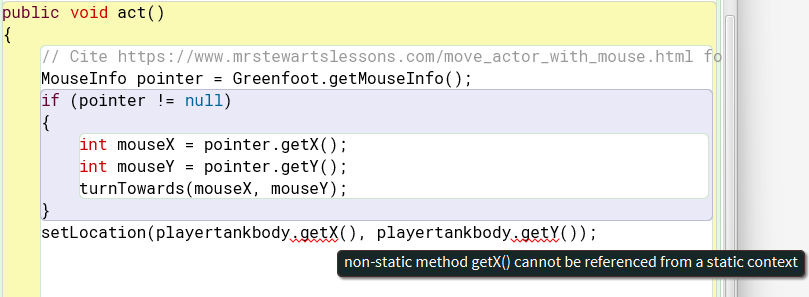 public void act()
{
// Cite https://www.mrstewartslessons.com/move_actor_with_mouse.html fo
MouseInfo pointer = Greenfoot.getMouseInfo();
if (pointer != null)
{
int mouseX = pointer.getX();
int mouseY = pointer.getY();
turnTowards(mouseX, mouseY);
}
setLocation(playertankbody.getX(), playertankbody.getY());
non-static method getX() cannot be referenced from a static context